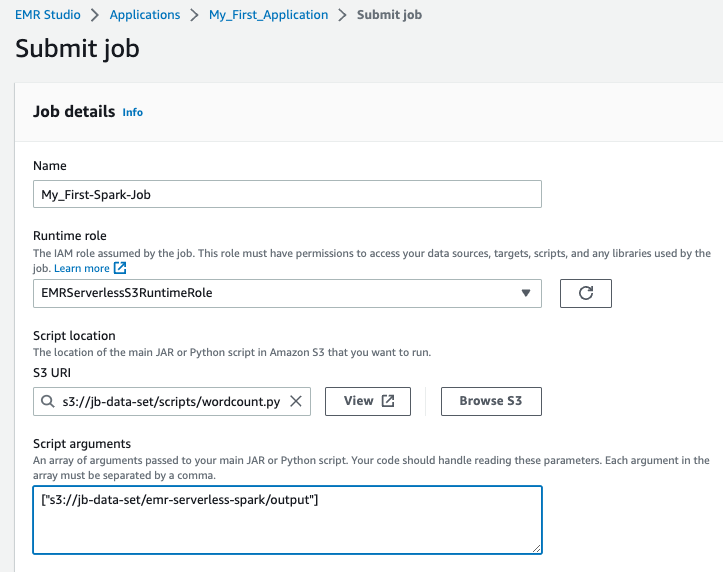 EMR Studio > Applications > My_First_Application > Submit job
Submit job
Job details Info
Name
My_First-Spark-Job
Runtime role
The IAM role assumed by the job. This role must have permissions to access your data sources, targets, scripts, and any libraries used by the
job. Learn more
EMRServerlessS3RuntimeRole
Script location
The location of the main JAR or Python script in Amazon S3 that you want to run.
S3 URI
s3://jb-data-set/scripts/wordcount.py View Browse S3
Script arguments
An array of arguments passed to your main JAR or Python script. Your code should handle reading these parameters. Each argument in the
array must be separated by a comma.
["s3://jb-data-set/emr-serverless-spark/output"]